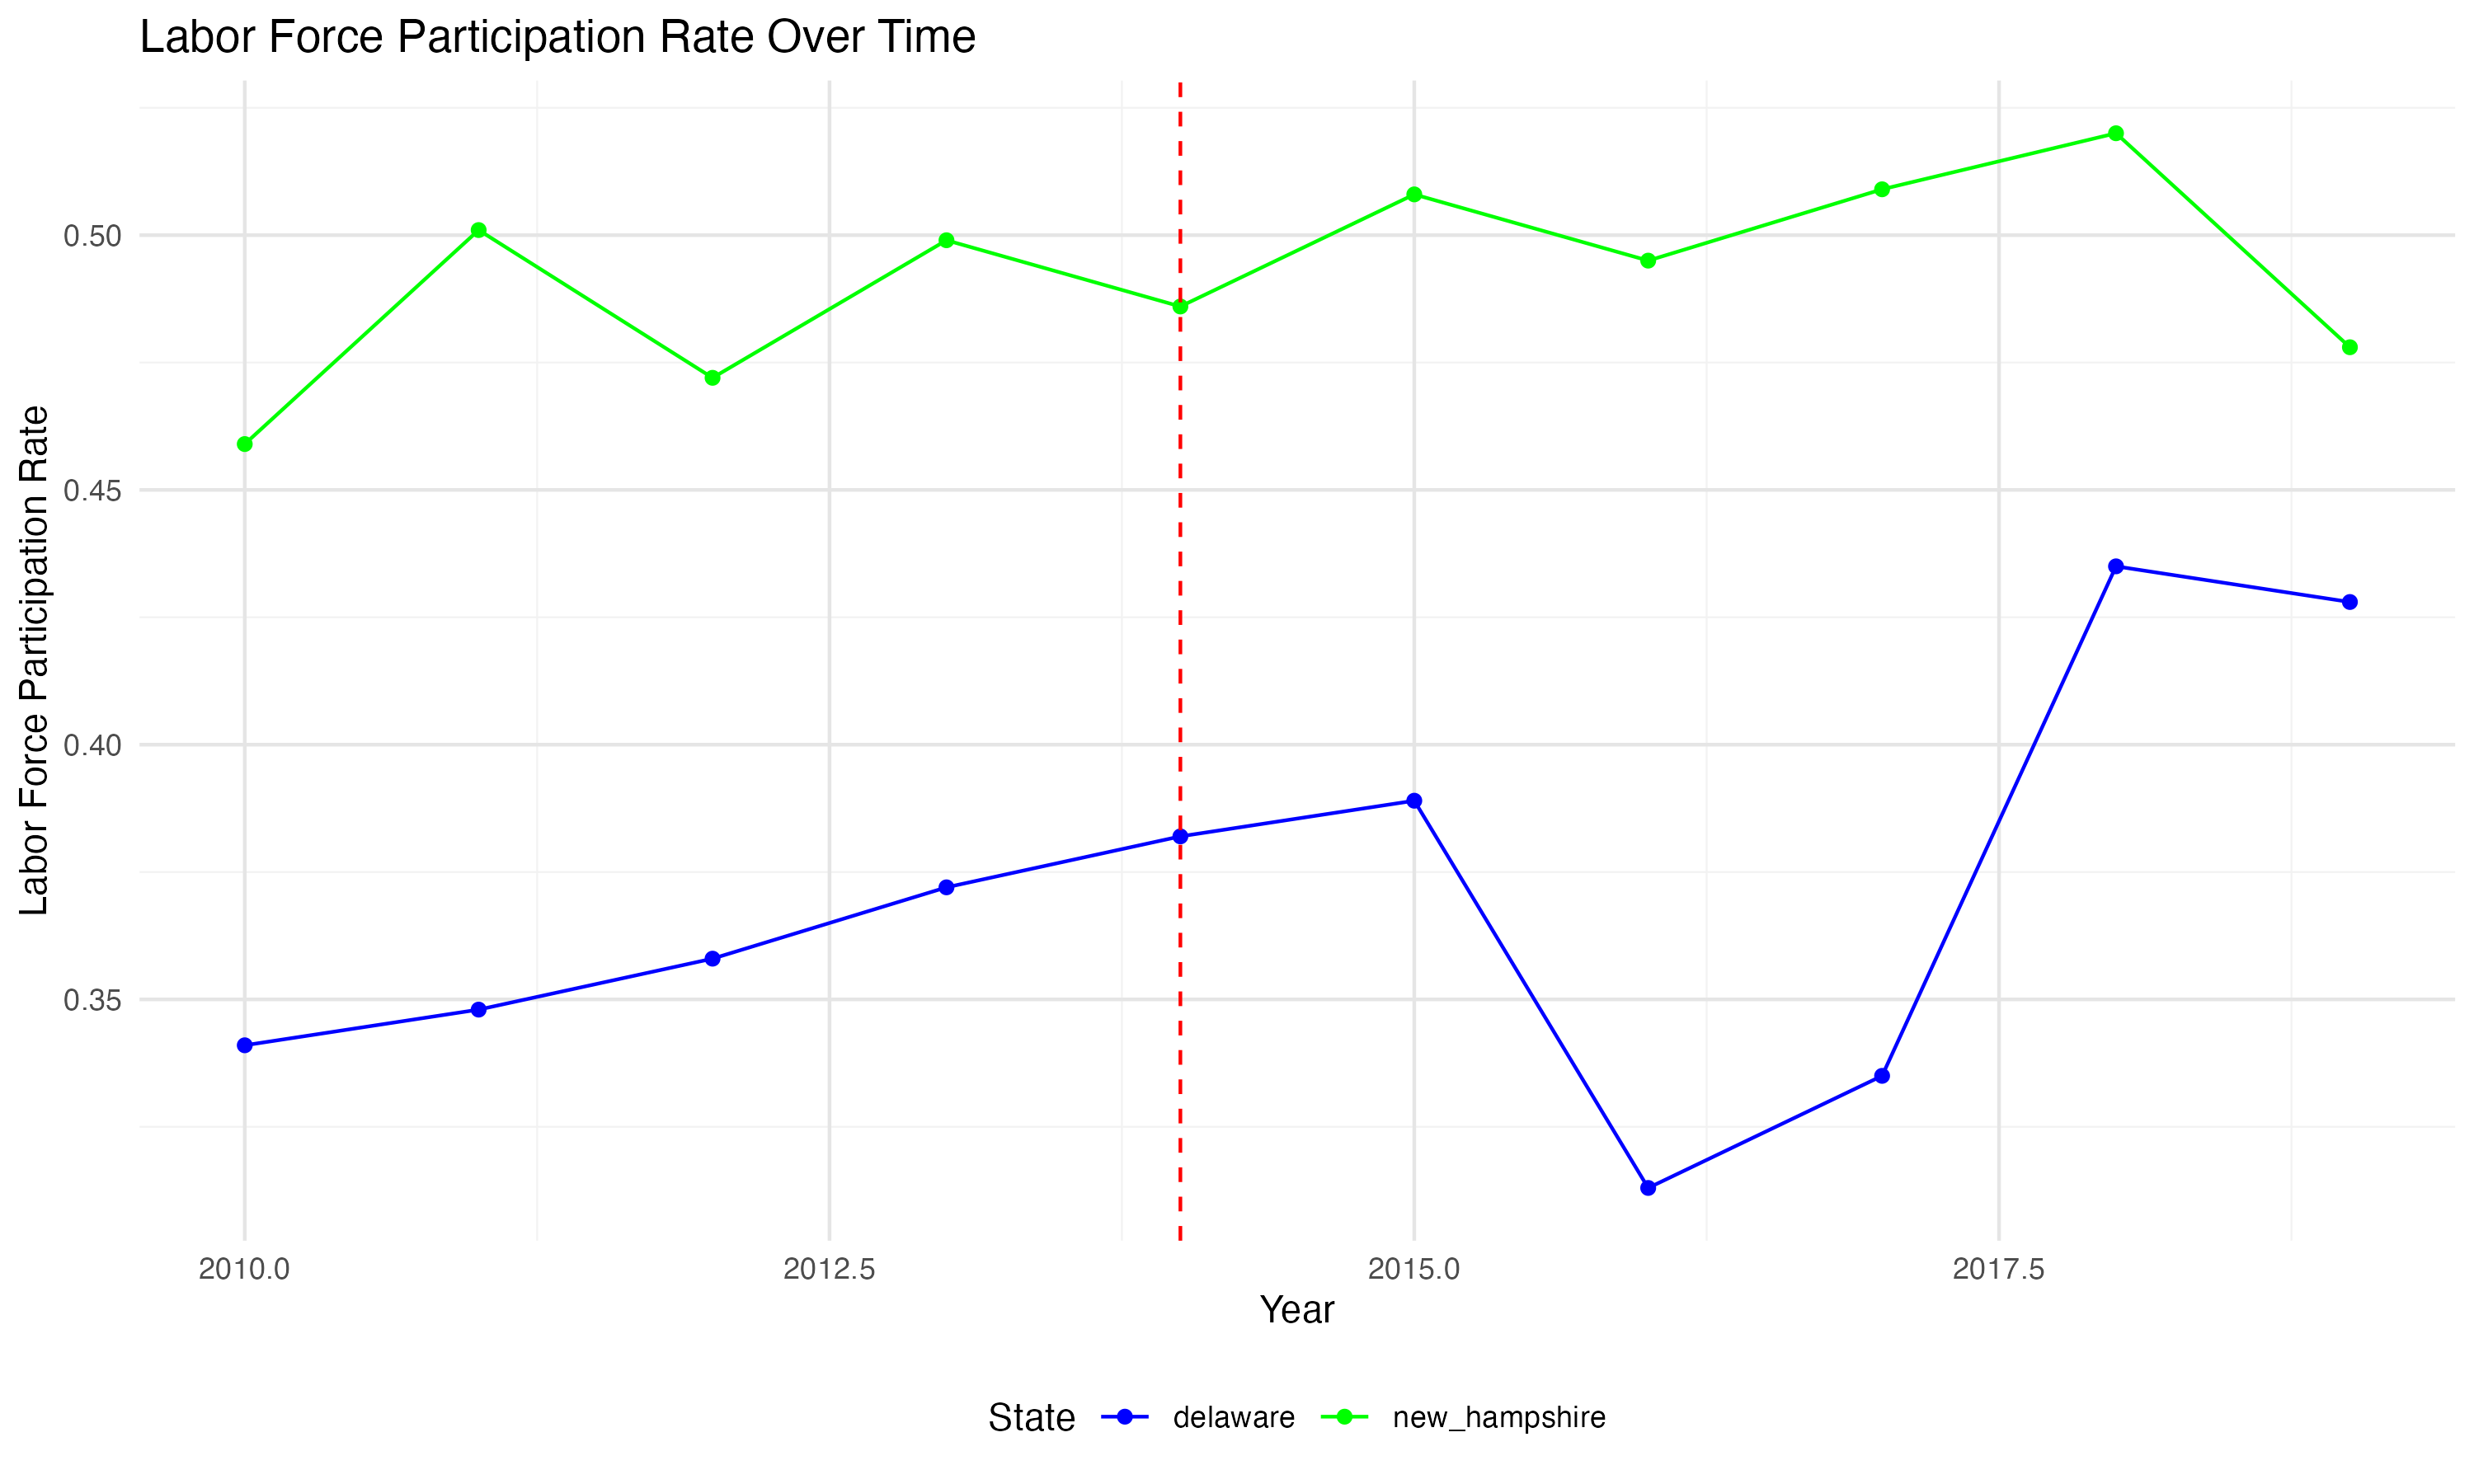 Labor Force Participation Rate Over Time
Labor Force Participation Rate
0.50
0.45
0.40
0.35
2010.0 2012.5 2015.0 2017.5
Year
State delaware new_hampshire